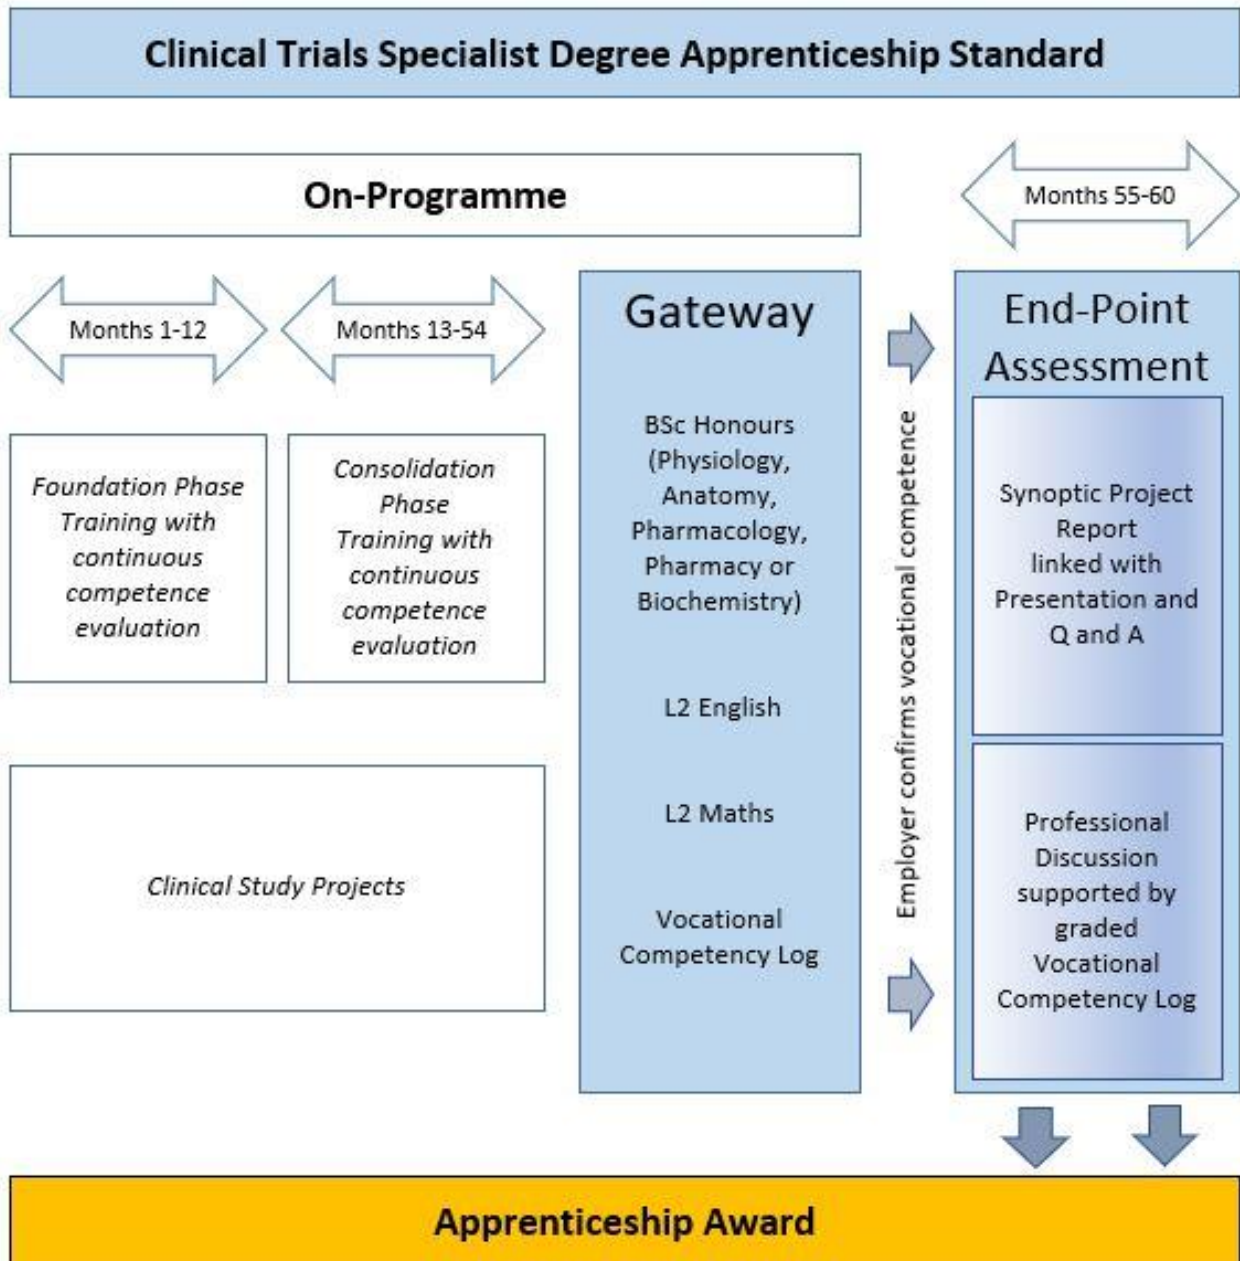 Clinical Trials Specialist Degree Apprenticeship Standard
On-Programme
Months 55-60
Months 1-12
Months 13-54
Foundation Phase
Training with
continuous
competence
evaluation
Consolidation
Phase
Training with
continuous
competence
evaluation
Clinical Study Projects
Gateway
BSc Honours
(Physiology,
Anatomy,
Pharmacology,
Pharmacy or
Biochemistry)
L2 English
L2 Maths
Vocational
Competency Log
Employer confirms vocational competence
End-Point
Assessment
Synoptic Project
Report
linked with
Presentation and
Q and A
Professional
Discussion
supported by
graded
Vocational
Competency Log
Apprenticeship Award